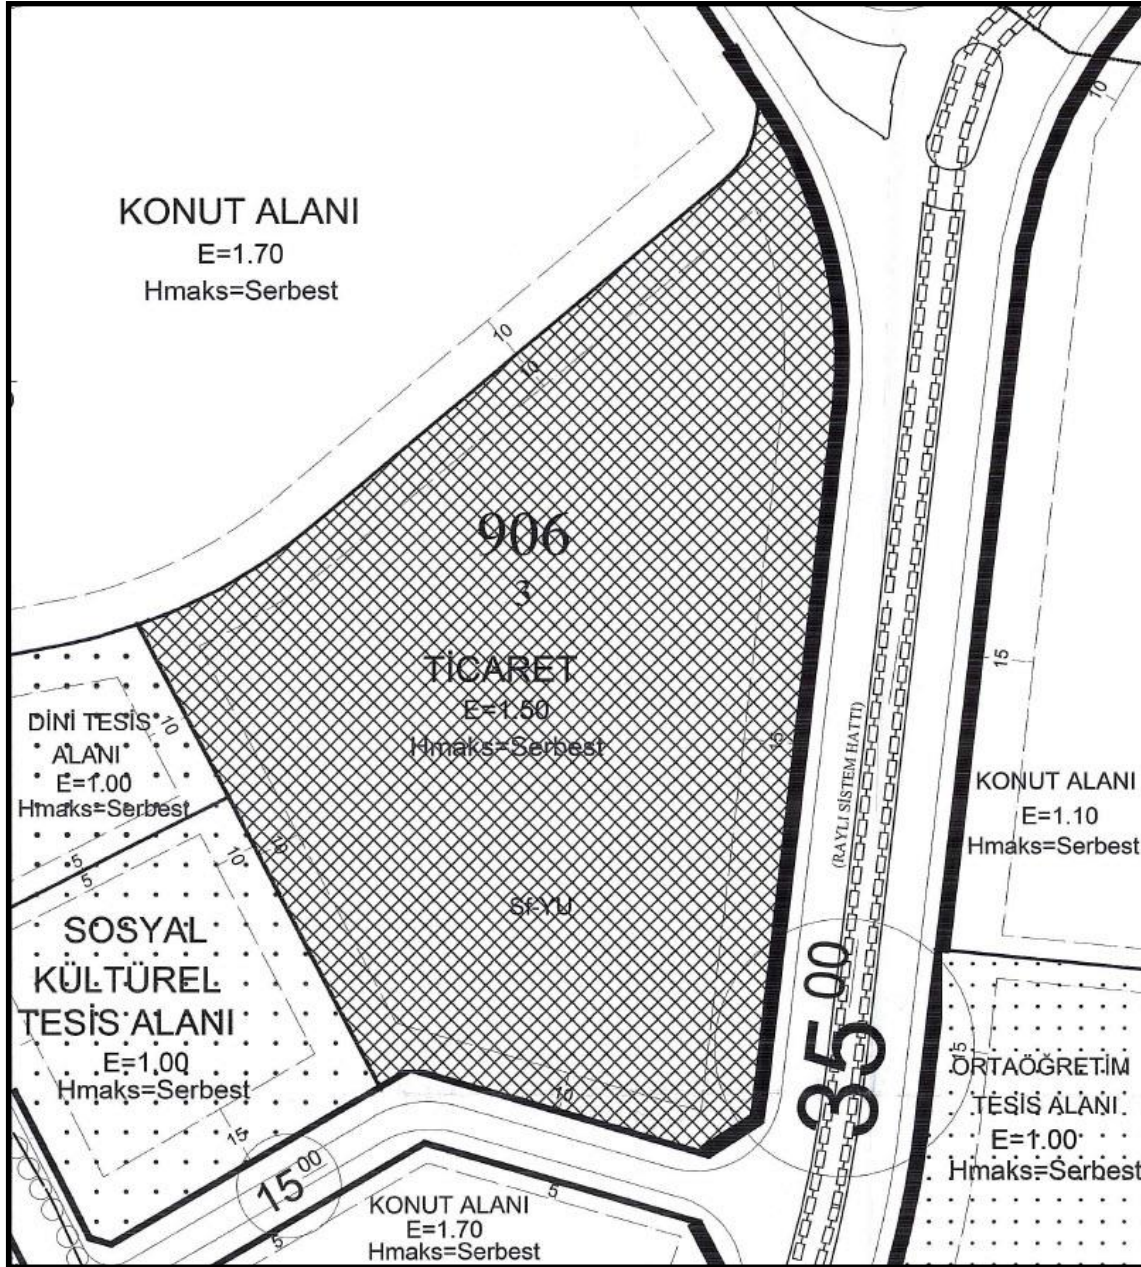 KONUT ALANI
E=1.70
Hmaks=Serbest
10
10
10
906
3
TİCARET
E=1.50
Hmaks=Serbest
15
Sf-YU
10
DİNİ TESİS
ALANI
E=1.00
Hmaks=Serbest
10
5
5
10
10
SOSYAL
KÜLTÜREL
TESİS ALANI
E=1.00
Hmaks=Serbest
15
15 00
(RAYLI SİSTEM HATTI)
35 00
15
KONUT ALANI
E=1.10
Hmaks=Serbest
15
ORTAÖĞRETİM
TESİS ALANI
E=1.00
Hmaks=Serbest
KONUT ALANI
E=1.70
Hmaks=Serbest
5
5